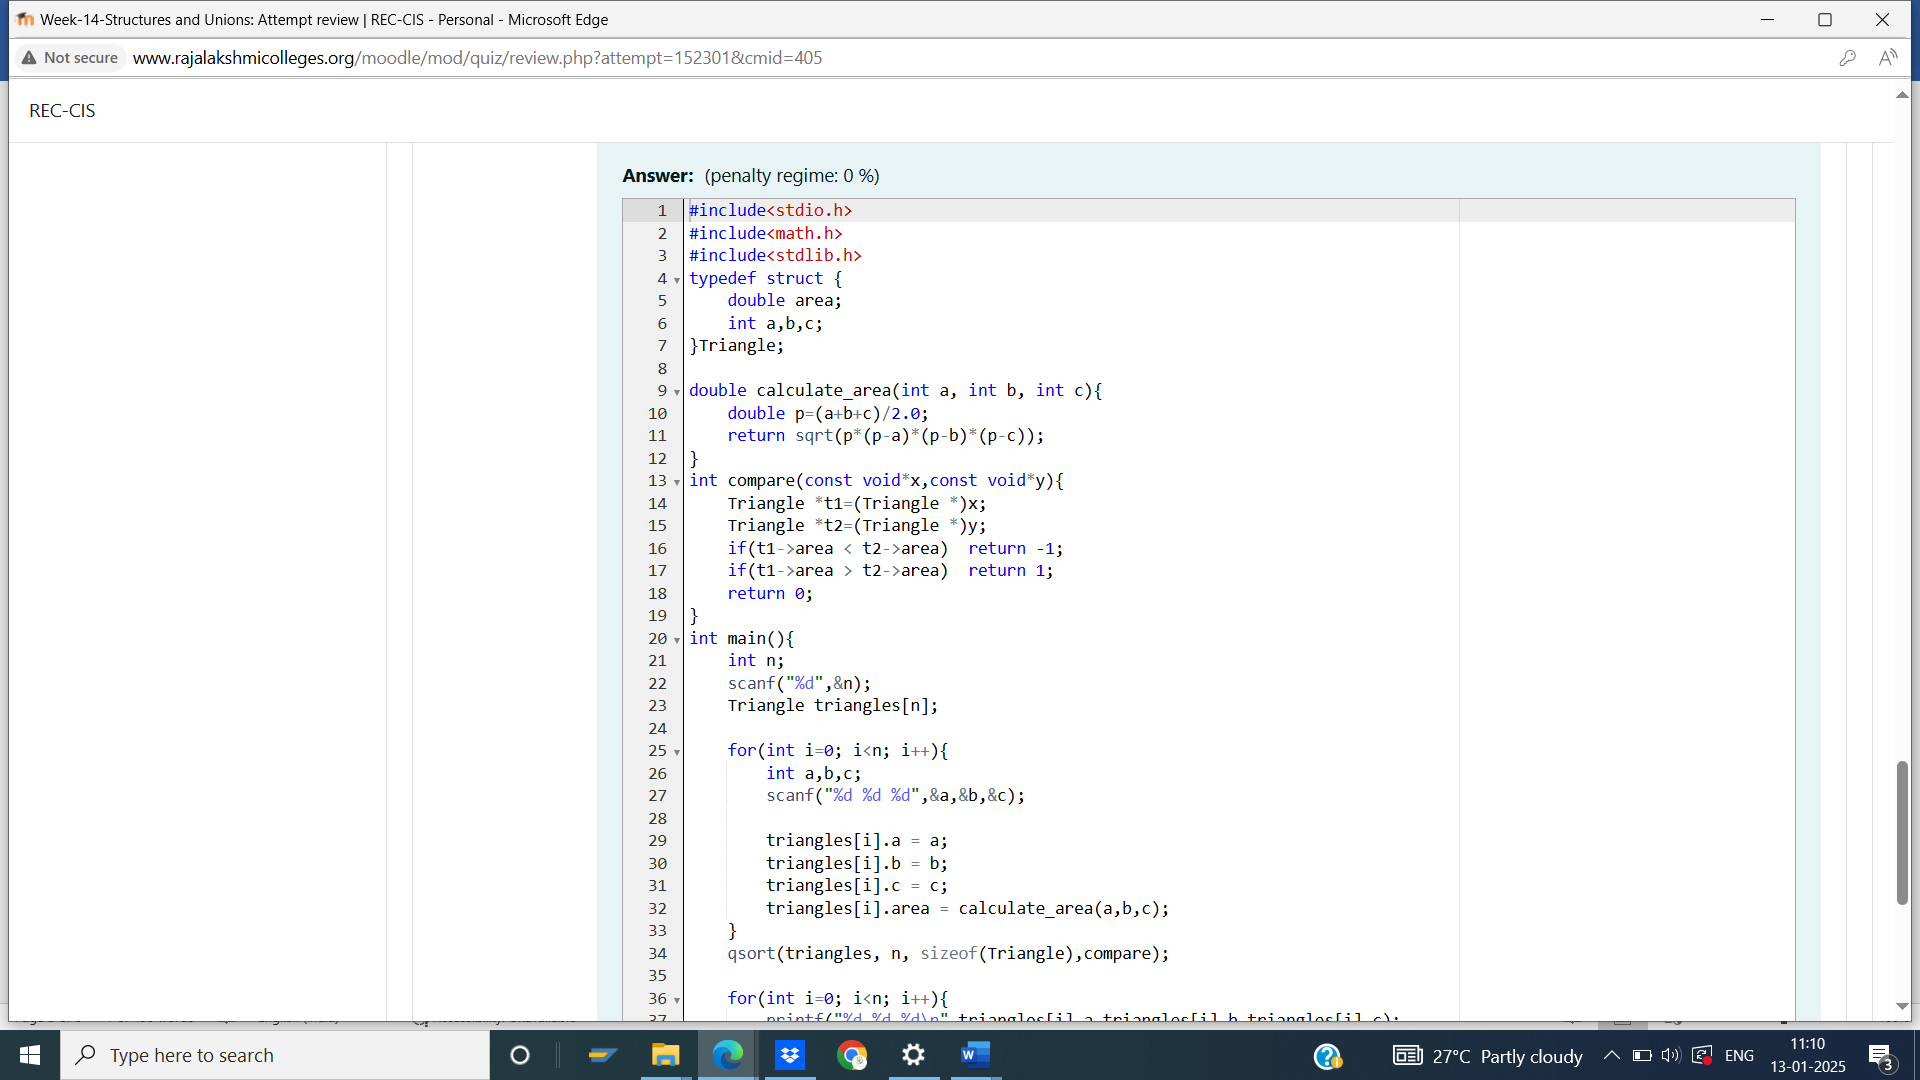 Week-14-Structures and Unions: Attempt review | REC-CIS - Personal - Microsoft Edge
Not secure www.rajalakshmicolleges.org/moodle/mod/quiz/review.php?attempt=152301&cmid=405
REC-CIS
Answer: (penalty regime: 0 %)
1 #include<stdio.h>
2 #include<math.h>
3 #include<stdlib.h>
4 typedef struct {
5     double area;
6     int a,b,c;
7 }Triangle;
8
9 double calculate_area(int a, int b, int c){
10     double p=(a+b+c)/2.0;
11     return sqrt(p*(p-a)*(p-b)*(p-c));
12 }
13 int compare(const void*x,const void*y){
14     Triangle *t1=(Triangle *)x;
15     Triangle *t2=(Triangle *)y;
16     if(t1->area < t2->area)  return -1;
17     if(t1->area > t2->area)  return 1;
18     return 0;
19 }
20 int main(){
21     int n;
22     scanf("%d",&n);
23     Triangle triangles[n];
24
25     for(int i=0; i<n; i++){
26         int a,b,c;
27         scanf("%d %d %d",&a,&b,&c);
28
29         triangles[i].a = a;
30         triangles[i].b = b;
31         triangles[i].c = c;
32         triangles[i].area = calculate_area(a,b,c);
33     }
34     qsort(triangles, n, sizeof(Triangle),compare);
35
36     for(int i=0; i<n; i++){
37         printf("%d %d %d\n",triangles[i].a,triangles[i].b,triangles[i].c);
Type here to search
27°C Partly cloudy
ENG
11:10
13-01-2025
3